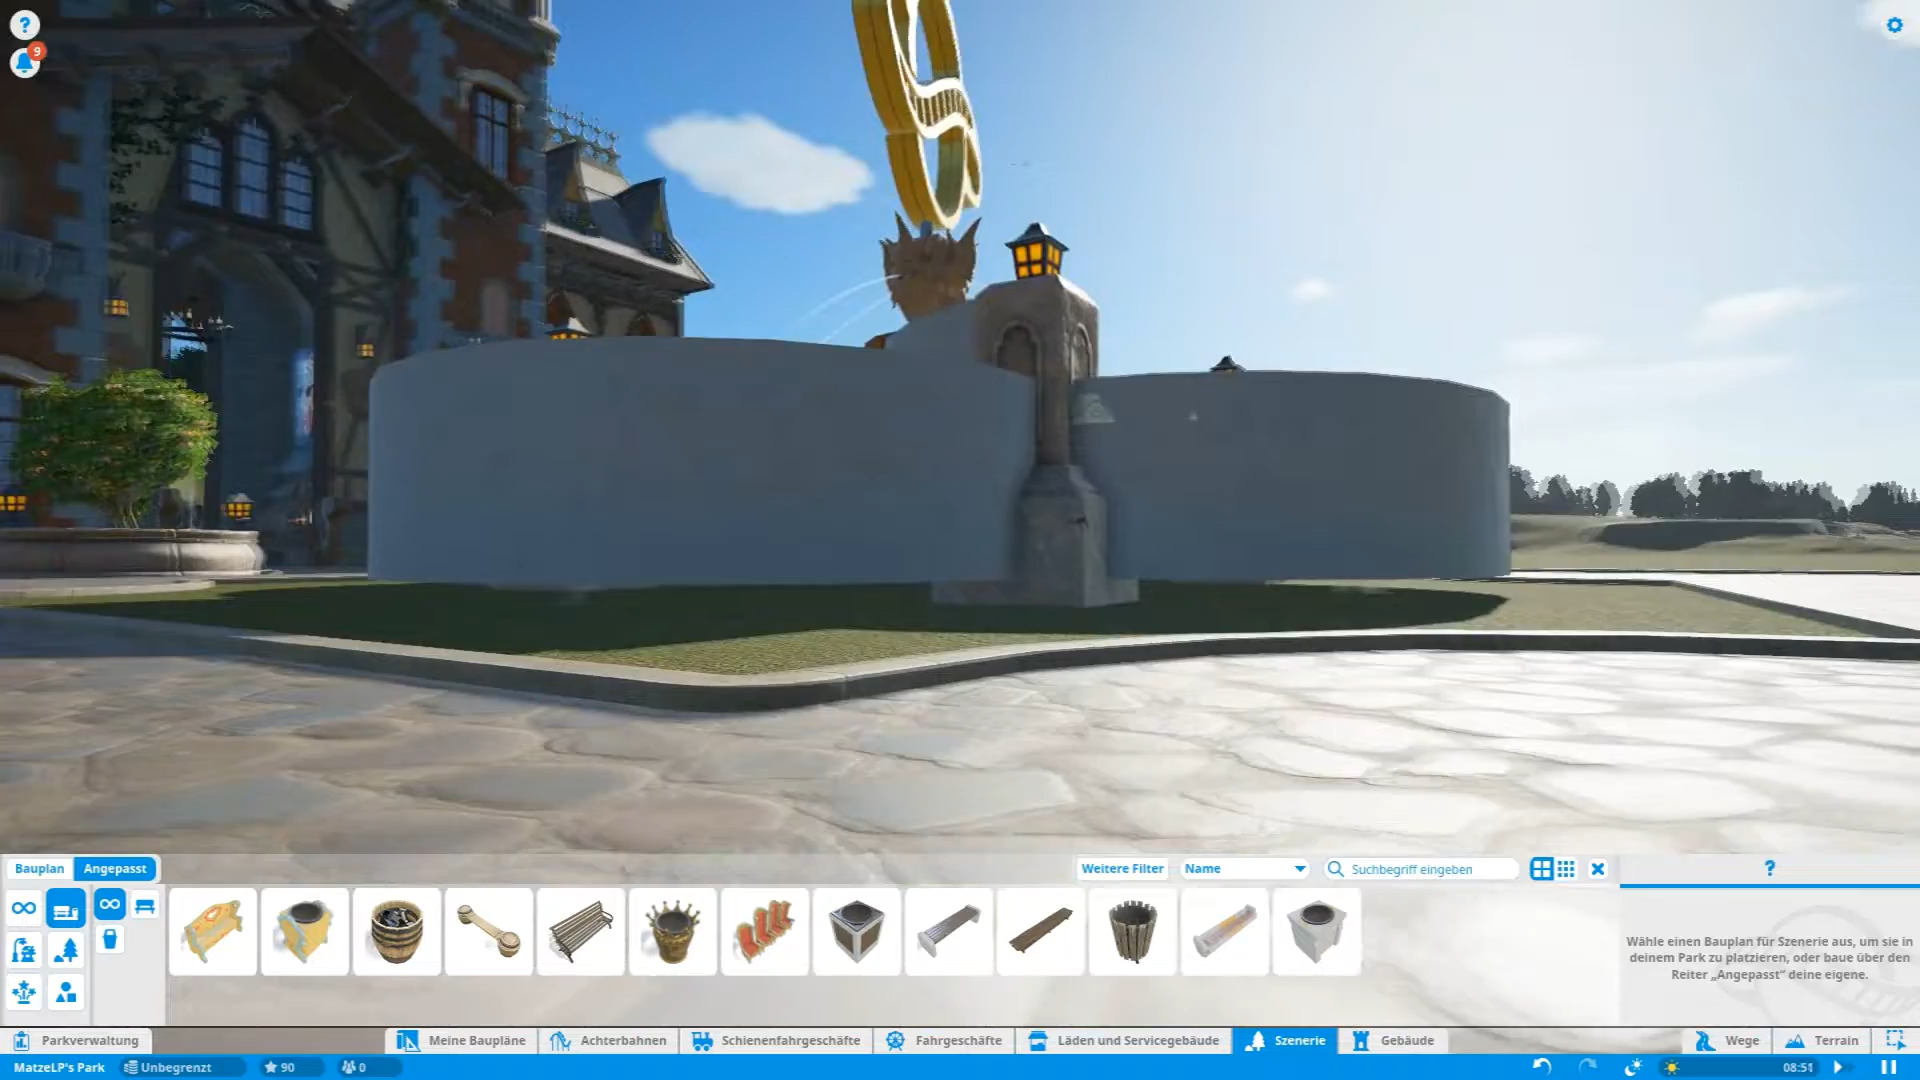 9
Bauplan
Angepasst
Weitere Filter
Name
Suchbegriff eingeben
?
?
Wähle einen Bauplan für Szenerie aus, um sie in
deinem Park zu platzieren, oder baue über den
Reiter „Angepasst" deine eigene.
Parkverwaltung
Meine Baupläne
Achterbahnen
Schienenfahrgeschäfte
Fahrgeschäfte
Läden und Servicegebäude
Szenerie
Gebäude
Wege
Terrain
MatzeLP's Park
Unbegrenzt
90
0
08:51